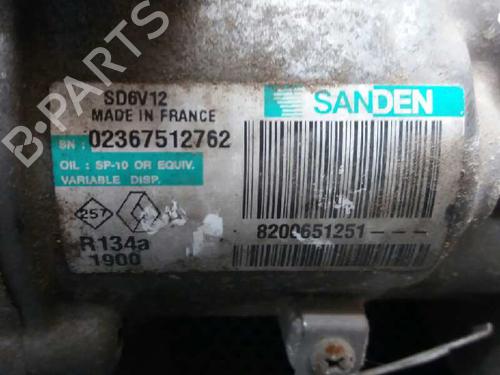 SD6V12
MADE IN FRANCE
SN : 02367512762
OIL : SP-10 OR EQUIV.
VARIABLE DISP.
257
R134a
1900
SANDEN
8200651251 - - -
B-PARTS